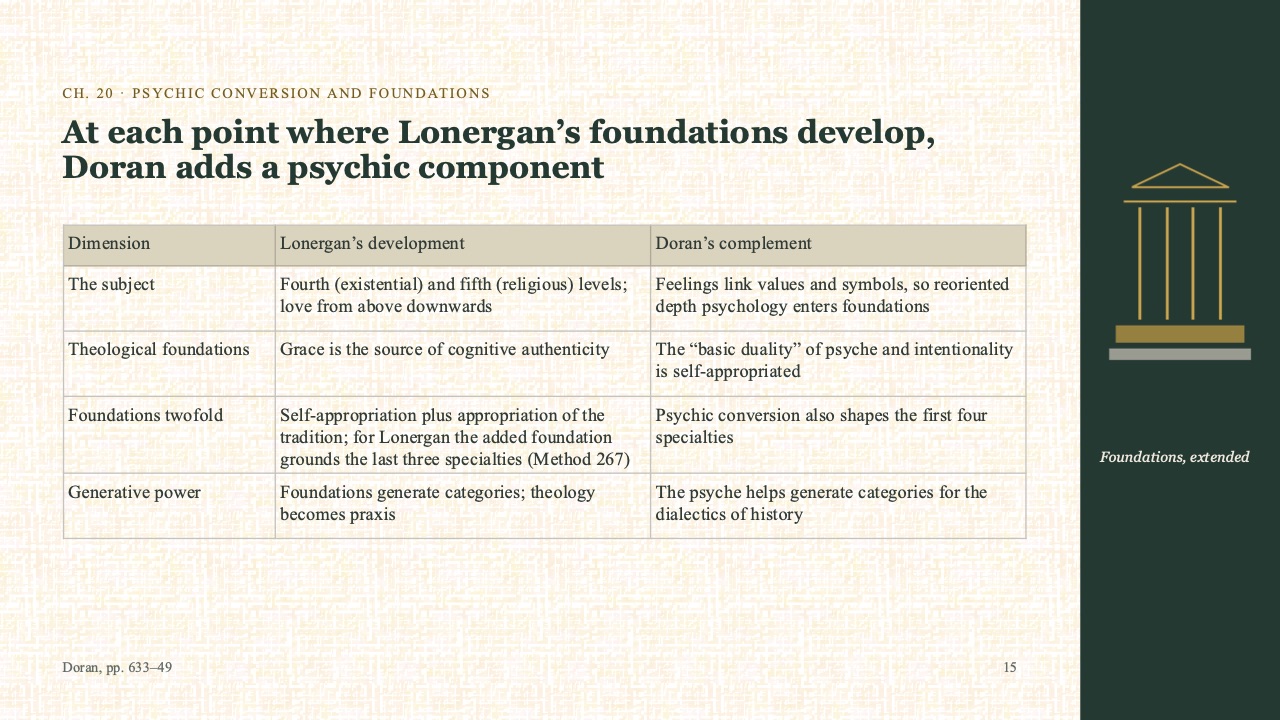 CH. 20 · PSYCHIC CONVERSION AND FOUNDATIONS
At each point where Lonergan’s foundations develop,
Doran adds a psychic component
Dimension
Lonergan’s development
Doran’s complement
The subject
Fourth (existential) and fifth (religious) levels;
love from above downwards
Feelings link values and symbols, so reoriented
depth psychology enters foundations
Theological foundations
Grace is the source of cognitive authenticity
The “basic duality” of psyche and intentionality
is self-appropriated
Foundations twofold
Self-appropriation plus appropriation of the
tradition; for Lonergan the added foundation
grounds the last three specialties (Method 267)
Psychic conversion also shapes the first four
specialties
Generative power
Foundations generate categories; theology
becomes praxis
The psyche helps generate categories for the
dialectics of history
Foundations, extended
Doran, pp. 633–49
15